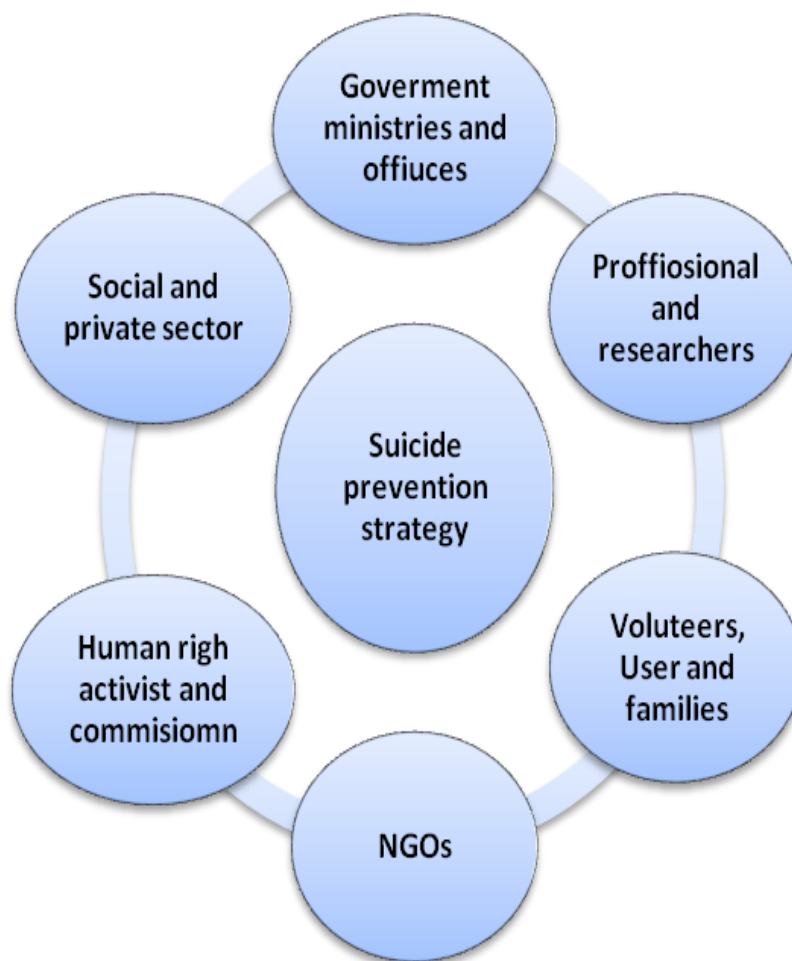 Goverment
ministries and
offiuces
Proffiosional
and
researchers
Voluteers,
User and
families
NGOs
Human righ
activist and
commisiomn
Social and
private sector
Suicide
prevention
strategy